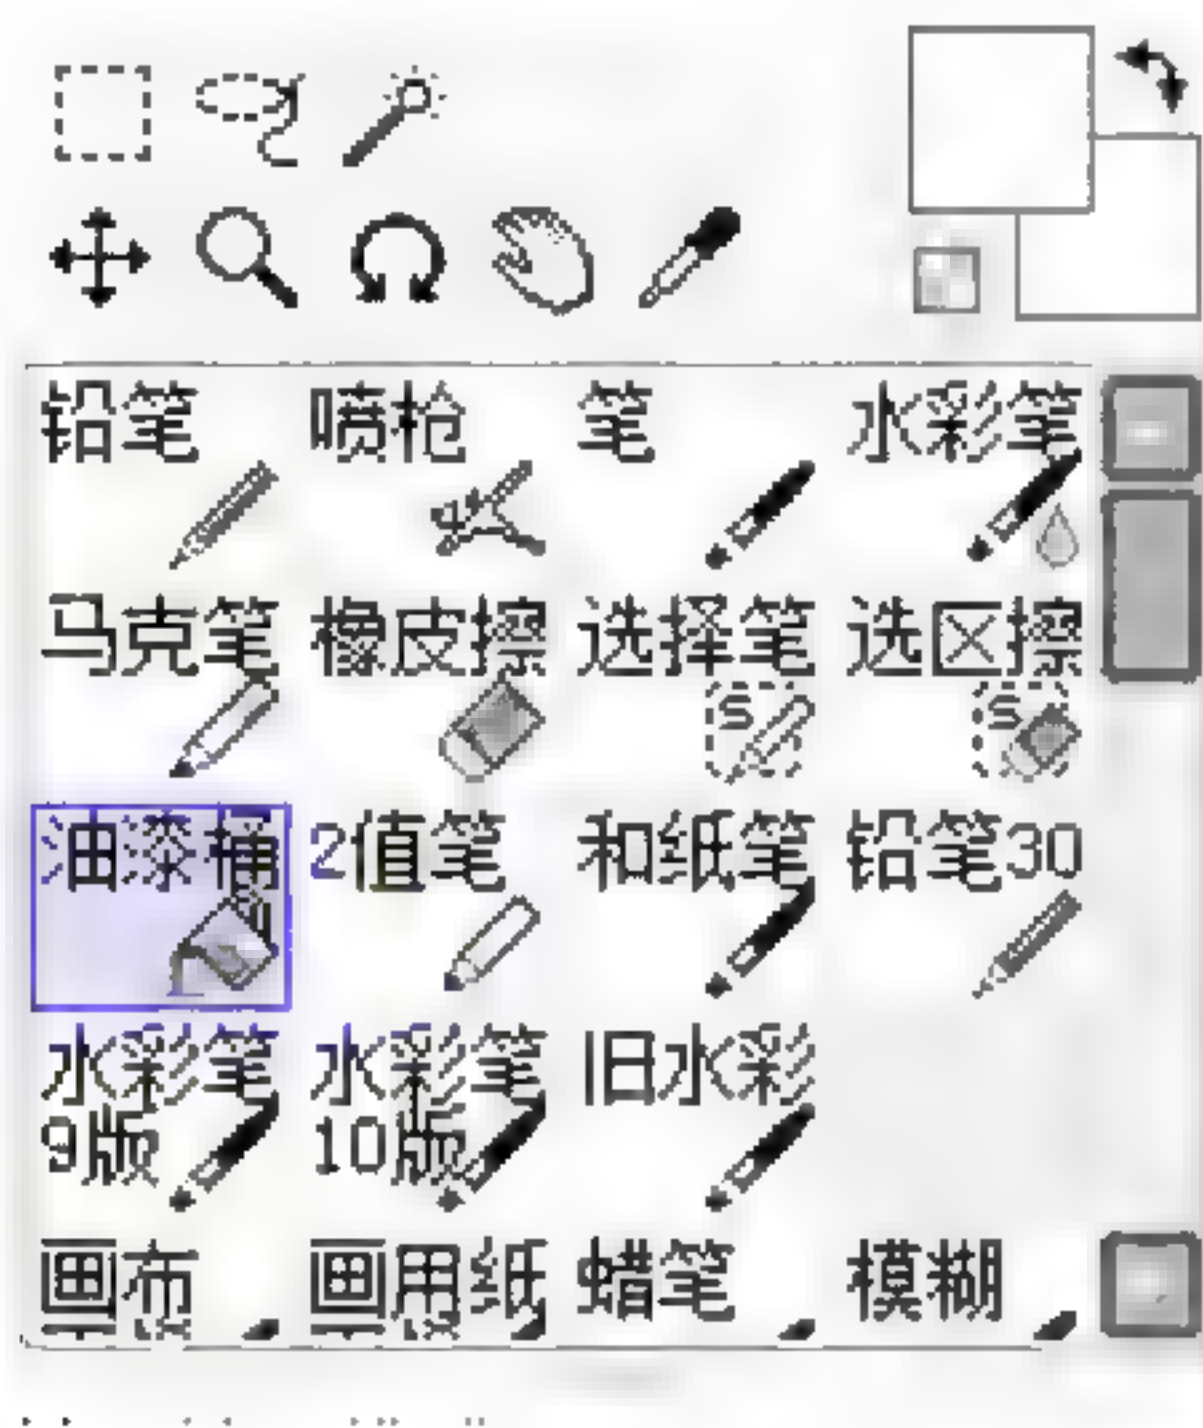 铅笔 喷枪 笔 水彩笔
马克笔 橡皮擦 选择笔 选区擦
油漆桶 2值笔 和纸笔 铅笔30
水彩笔 水彩笔 旧水彩
9版 10版
画布 画用纸 蜡笔 模糊